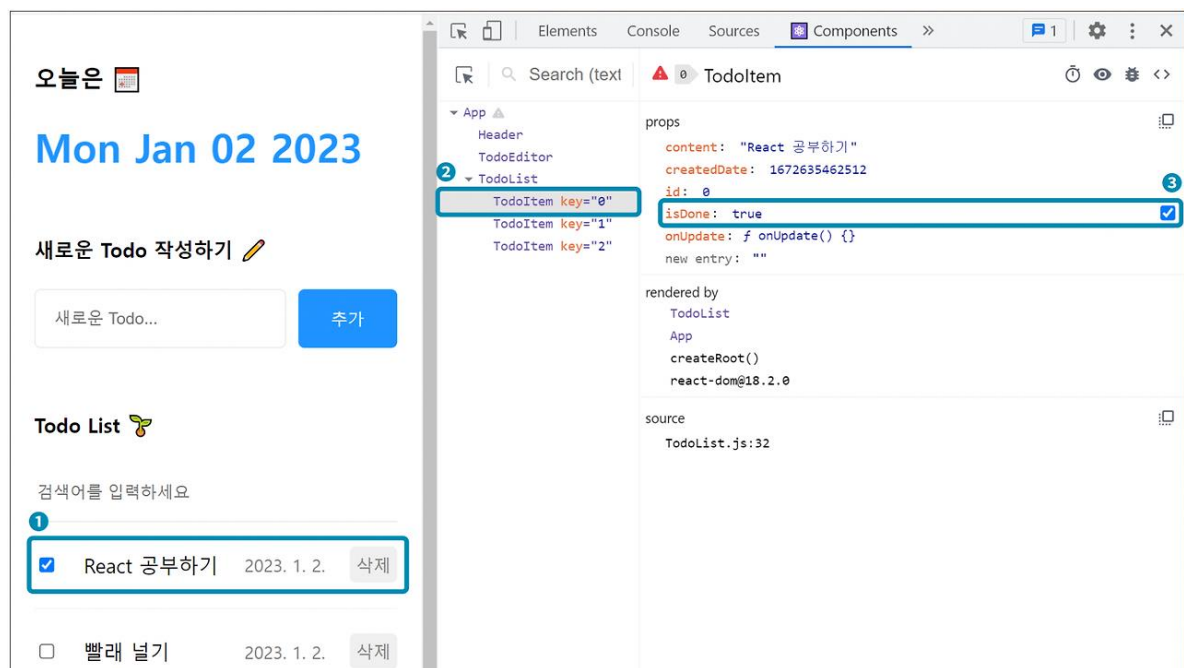 오늘은
Mon Jan 02 2023
새로운 Todo 작성하기
새로운 Todo...
추가
Todo List
검색어를 입력하세요
1
React 공부하기 2023. 1. 2. 삭제
빨래 널기 2023. 1. 2. 삭제
Elements Console Sources Components » 1
Search (text
0 TodoItem
App
Header
TodoEditor
2
TodoList
TodoItem key="0"
TodoItem key="1"
TodoItem key="2"
props
content: "React 공부하기"
createdDate: 1672635462512
id: 0
3
isDone: true
onUpdate: ƒ onUpdate() {}
new entry: ""
rendered by
TodoList
App
createRoot()
react-dom@18.2.0
source
TodoList.js:32